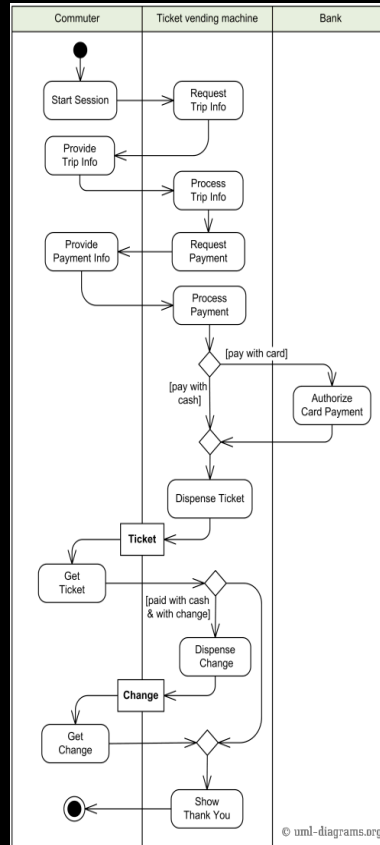 Commuter
Ticket vending machine
Bank
Start Session
Request
Trip Info
Provide
Trip Info
Process
Trip Info
Provide
Payment Info
Request
Payment
Process
Payment
[pay with card]
[pay with
cash]
Authorize
Card Payment
Dispense Ticket
Ticket
Get
Ticket
[paid with cash
& with change]
Dispense
Change
Change
Get
Change
Show
Thank You
© uml-diagrams.org